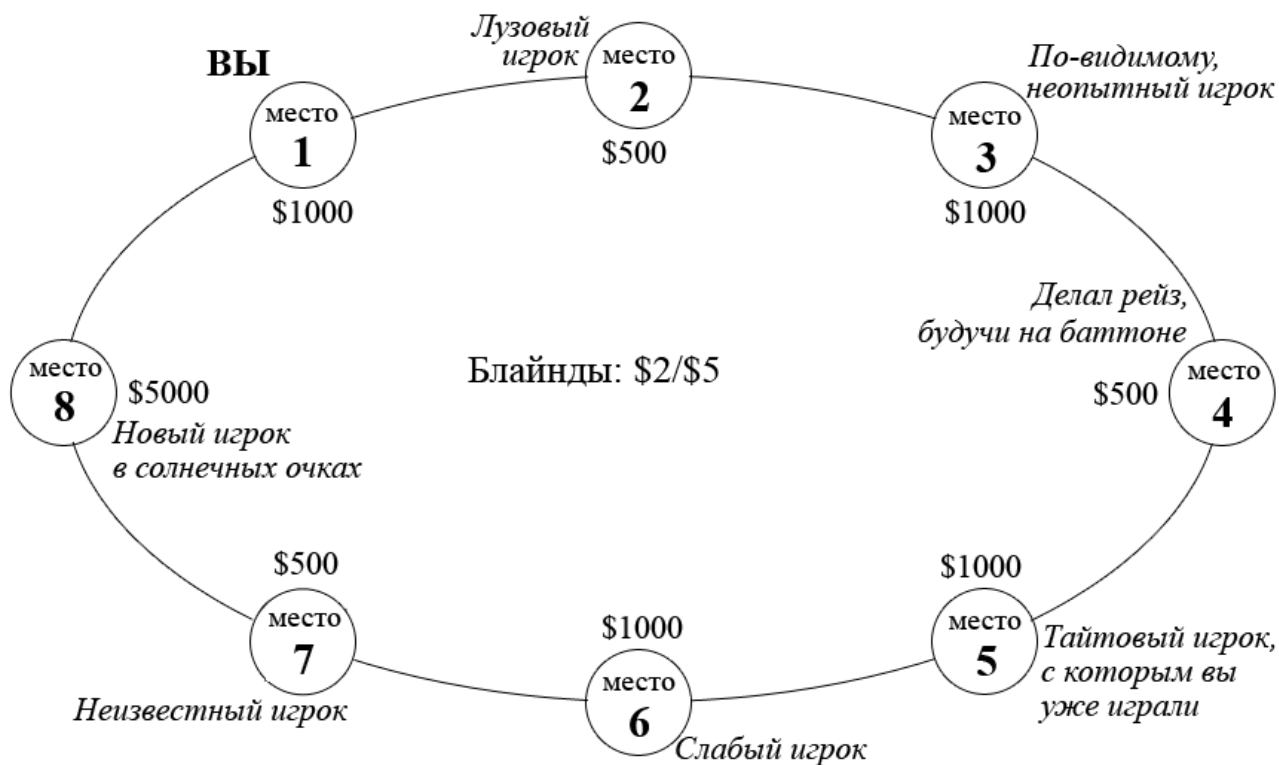 ВЫ
место
1
$1000
Лузовый
игрок
место
2
$500
По-видимому,
неопытный игрок
место
3
$1000
Делал рейз,
будучи на баттоне
место
4
$500
Блайнды: $2/$5
место
8
$5000
Новый игрок
в солнечных очках
$500
место
7
Неизвестный игрок
$1000
место
6
Слабый игрок
$1000
место
5
Тайтовый игрок,
с которым вы
уже играли